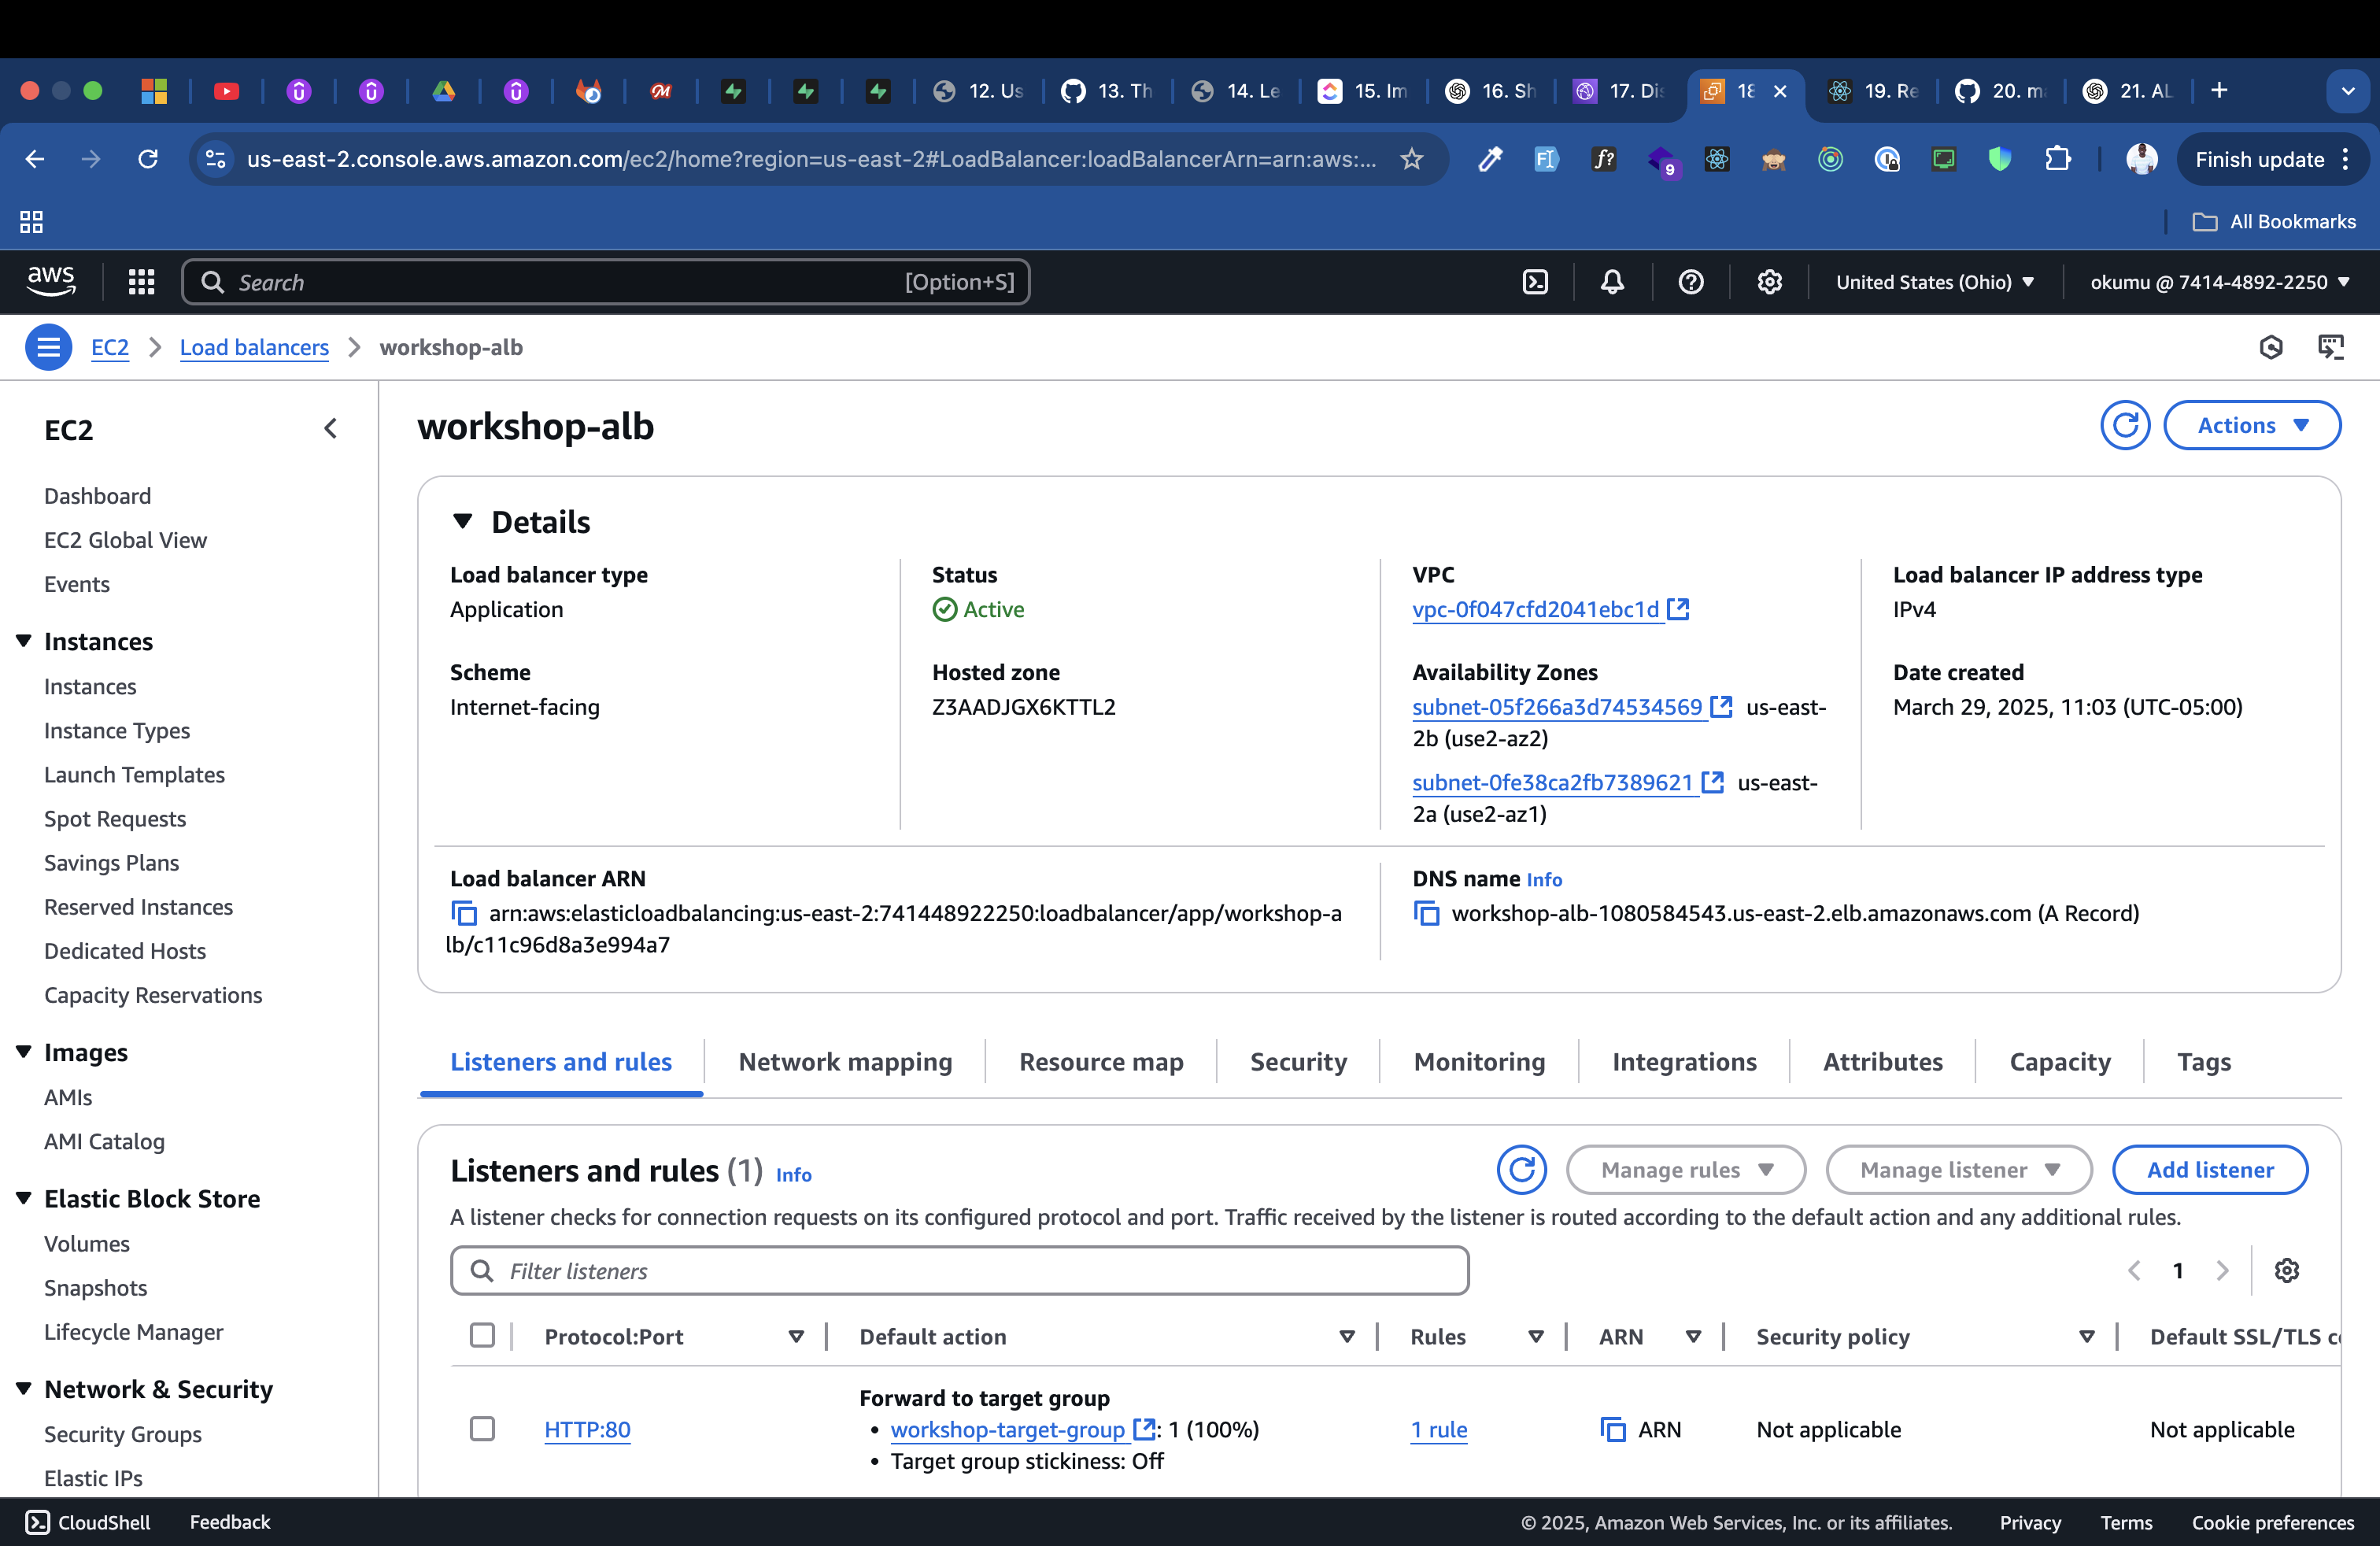 12. Us
13. Th
14. Le
15. Im
16. Sh
17. Di
18
19. Re
20. m
21. AL
us-east-2.console.aws.amazon.com/ec2/home?region=us-east-2#LoadBalancer:loadBalancerArn=arn:aws:...
9
Finish update
All Bookmarks
aws
Search
[Option+S]
United States (Ohio)
okumu @ 7414-4892-2250
EC2
Load balancers
workshop-alb
EC2
Dashboard
EC2 Global View
Events
Instances
Instances
Instance Types
Launch Templates
Spot Requests
Savings Plans
Reserved Instances
Dedicated Hosts
Capacity Reservations
Images
AMIs
AMI Catalog
Elastic Block Store
Volumes
Snapshots
Lifecycle Manager
Network & Security
Security Groups
Elastic IPs
workshop-alb
Actions
Details
Load balancer type
Application
Scheme
Internet-facing
Status
Active
Hosted zone
Z3AADJGX6KTTL2
VPC
vpc-0f047cfd2041ebc1d
Availability Zones
subnet-05f266a3d74534569 us-east-
2b (use2-az2)
subnet-0fe38ca2fb7389621 us-east-
2a (use2-az1)
Load balancer IP address type
IPv4
Date created
March 29, 2025, 11:03 (UTC-05:00)
Load balancer ARN
arn:aws:elasticloadbalancing:us-east-2:741448922250:loadbalancer/app/workshop-a
lb/c11c96d8a3e994a7
DNS name Info
workshop-alb-1080584543.us-east-2.elb.amazonaws.com (A Record)
Listeners and rules
Network mapping
Resource map
Security
Monitoring
Integrations
Attributes
Capacity
Tags
Listeners and rules (1) Info
Manage rules
Manage listener
Add listener
A listener checks for connection requests on its configured protocol and port. Traffic received by the listener is routed according to the default action and any additional rules.
Filter listeners
1
Protocol:Port
Default action
Rules
ARN
Security policy
Default SSL/TLS c
HTTP:80
Forward to target group
• workshop-target-group : 1 (100%)
• Target group stickiness: Off
1 rule
ARN
Not applicable
Not applicable
CloudShell
Feedback
© 2025, Amazon Web Services, Inc. or its affiliates.
Privacy
Terms
Cookie preferences